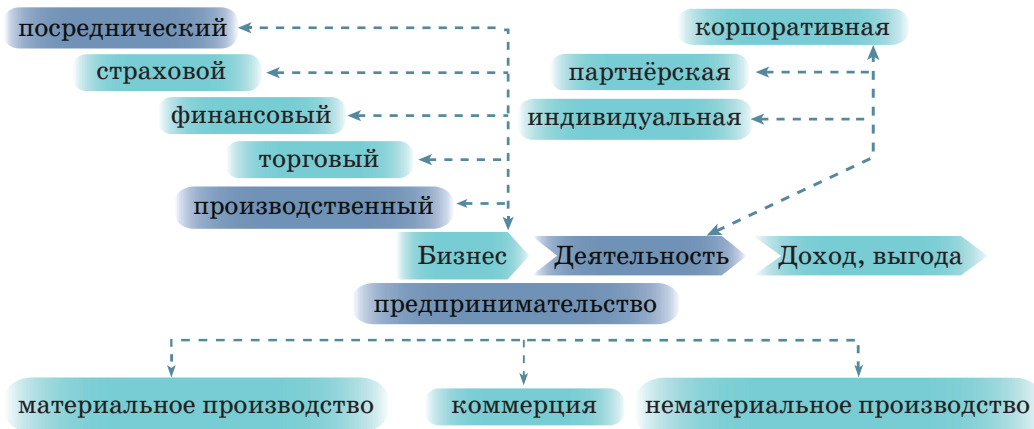 посреднический
страховой
финансовый
торговый
производственный
корпоративная
партнёрская
индивидуальная
Бизнес
Деятельность
Доход, выгода
предпринимательство
материальное производство
коммерция
нематериальное производство